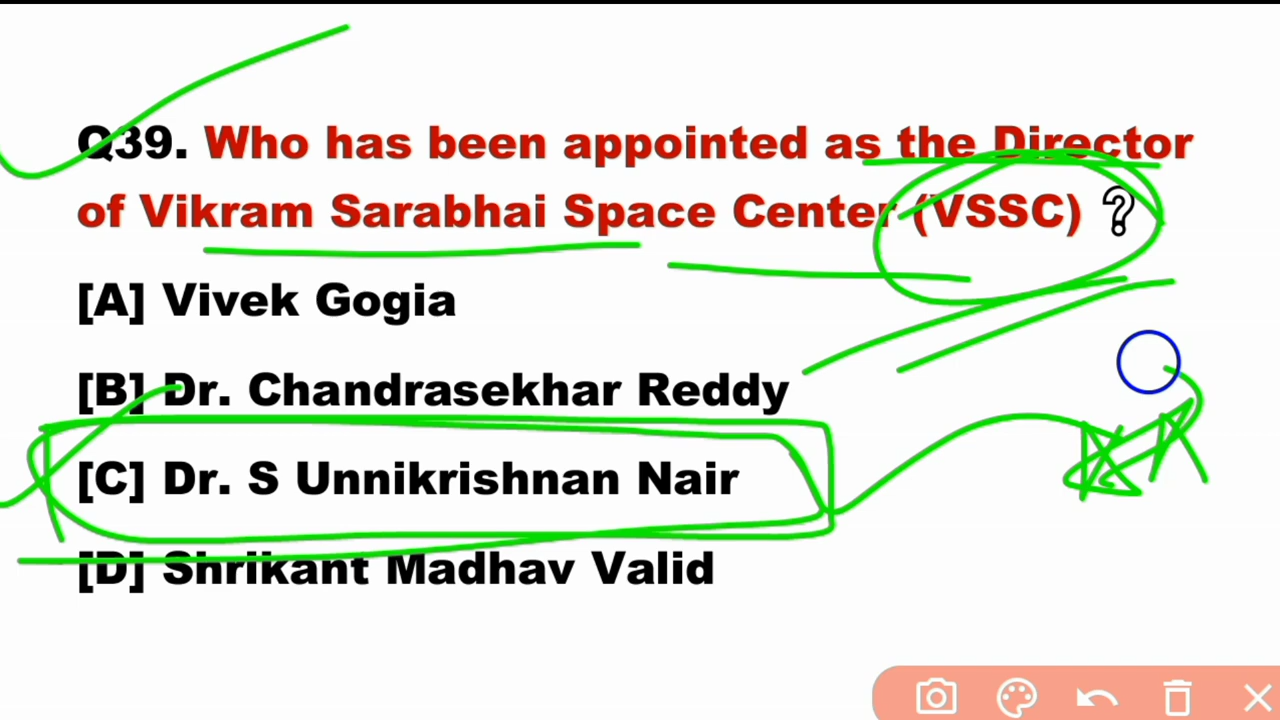 Q39. Who has been appointed as the Director
of Vikram Sarabhai Space Center (VSSC) ?
[A] Vivek Gogia
[B] Dr. Chandrasekhar Reddy
[C] Dr. S Unnikrishnan Nair
[D] Shrikant Madhav Valid